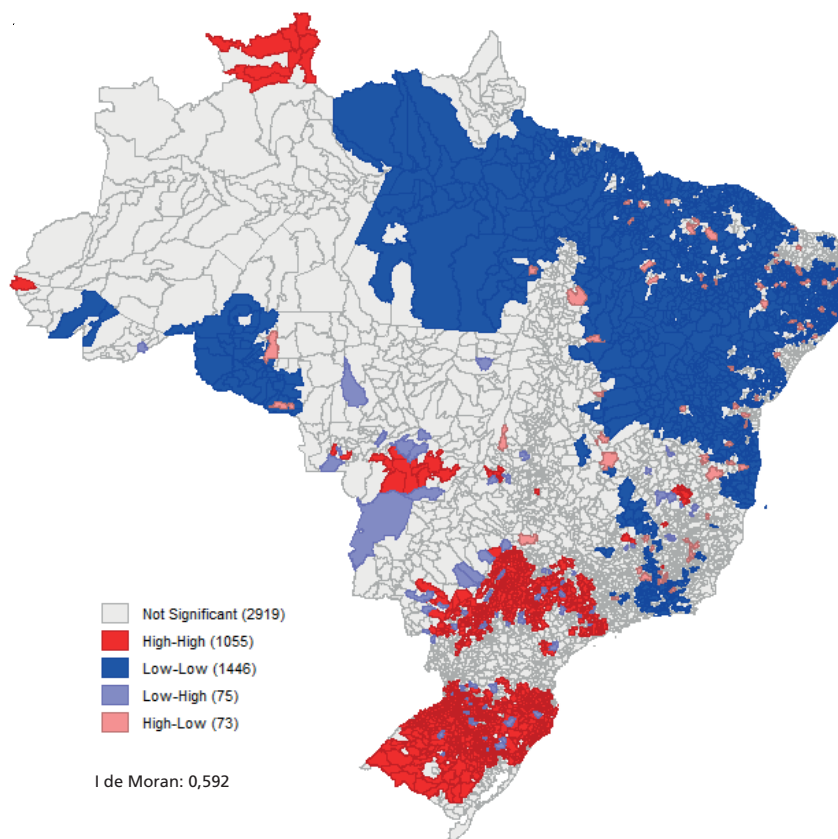 Not Significant (2919)
High-High (1055)
Low-Low (1446)
Low-High (75)
High-Low (73)
I de Moran: 0,592